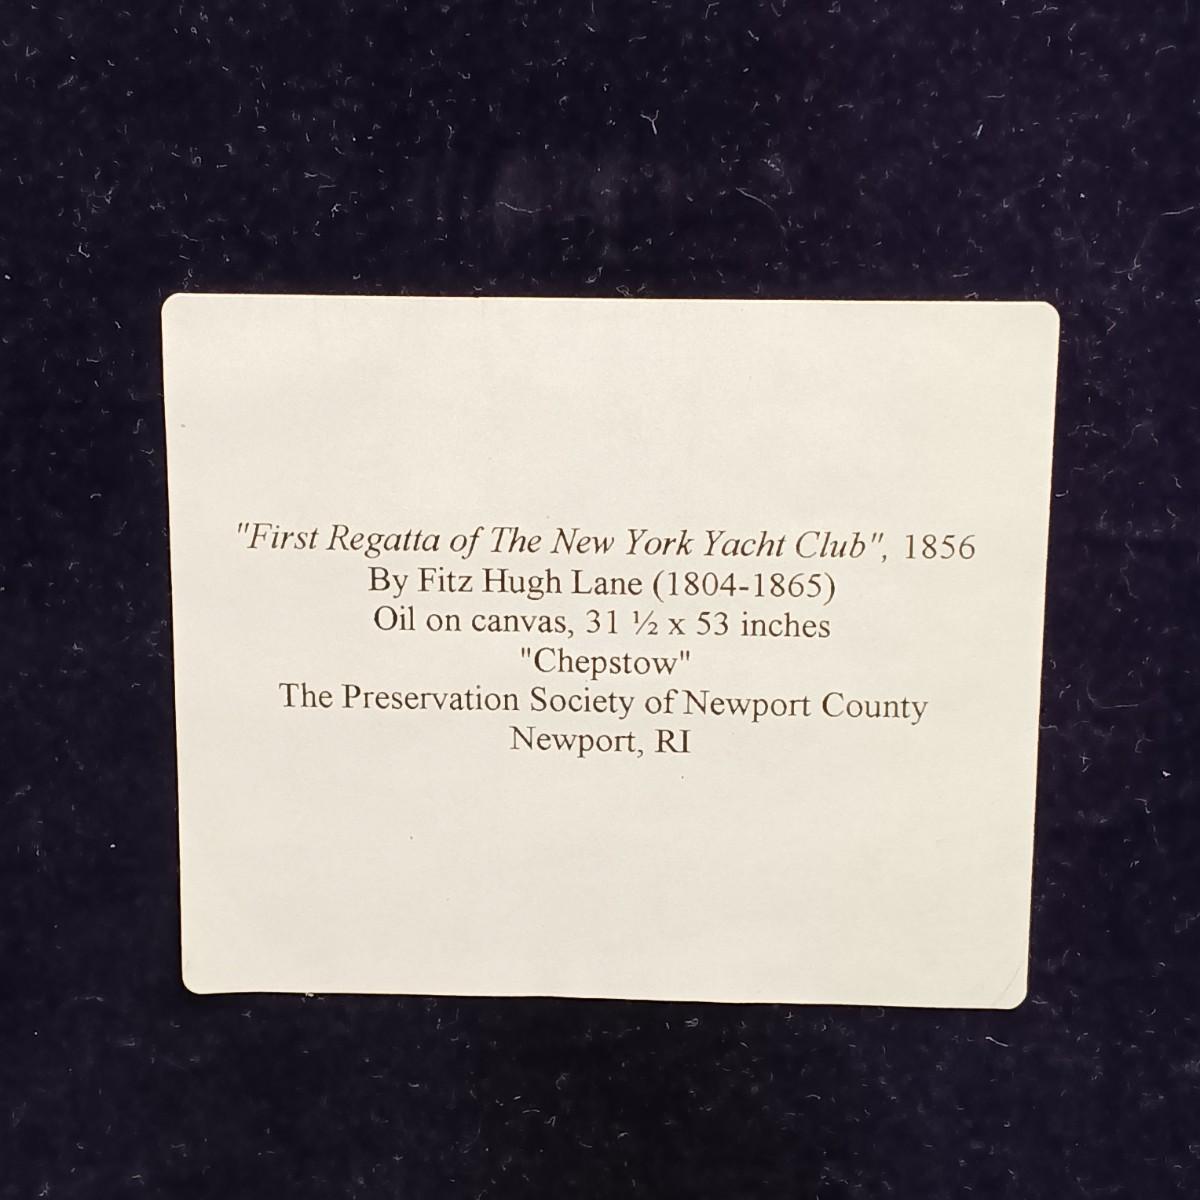 "First Regatta of The New York Yacht Club", 1856
By Fitz Hugh Lane (1804-1865)
Oil on canvas, 31 ½ x 53 inches
"Chepstow"
The Preservation Society of Newport County
Newport, RI